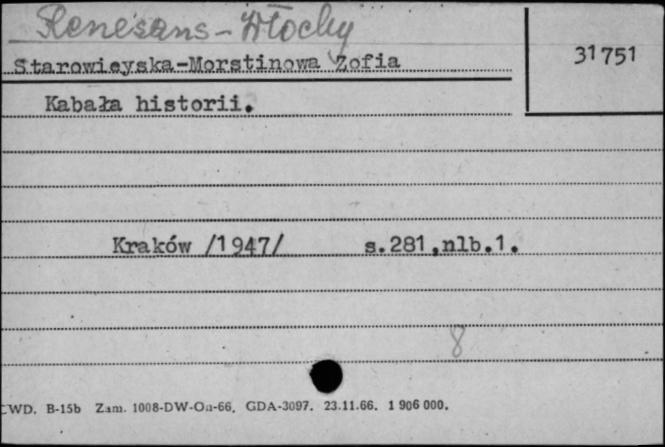 Renesans - Włochy
31751
Starowieyska-Morstinowa Zofia
Kabała historii.
Kraków /1947/ s.281,nlb.1.
8
CWD. B-15b Zam. 1008-DW-On-66. GDA-3097. 23.11.66. 1 906 000.